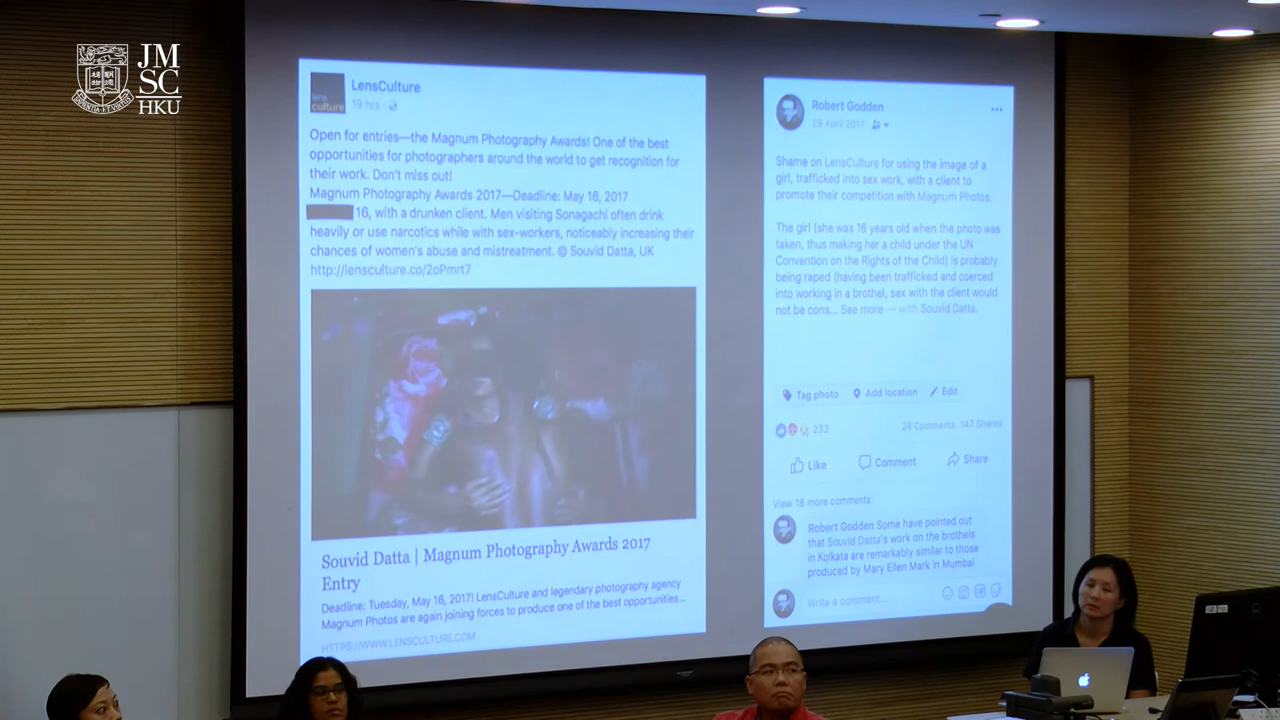 JM
SC
HKU
LensCulture
19 hrs
lens
culture
Open for entries—the Magnum Photography Awards! One of the best
opportunities for photographers around the world to get recognition for
their work. Don't miss out!
Magnum Photography Awards 2017—Deadline: May 16, 2017
16, with a drunken client. Men visiting Sonagachi often drink
heavily or use narcotics while with sex-workers, noticeably increasing their
chances of women's abuse and mistreatment. © Souvid Datta, UK
http://lensculture.co/2oPmrt7
Souvid Datta | Magnum Photography Awards 2017
Entry
Deadline: Tuesday, May 16, 2017! LensCulture and legendary photography agency
Magnum Photos are again joining forces to produce one of the best opportunities...
HTTPS://WWW.LENSCULTURE.COM
Robert Godden
29 April 2017
Shame on LensCulture for using the image of a
girl, trafficked into sex work, with a client to
promote their competition with Magnum Photos.
The girl (she was 16 years old when the photo was
taken, thus making her a child under the UN
Convention on the Rights of the Child) is probably
being raped (having been trafficked and coerced
into working in a brothel, sex with the client would
not be cons... See more — with Souvid Datta.
Tag photo Add location Edit
233 24 Comments 147 Shares
Like Comment Share
View 18 more comments
Robert Godden Some have pointed out
that Souvid Datta's work on the brothels
in Kolkata are remarkably similar to those
produced by Mary Ellen Mark in Mumbai
Write a comment...